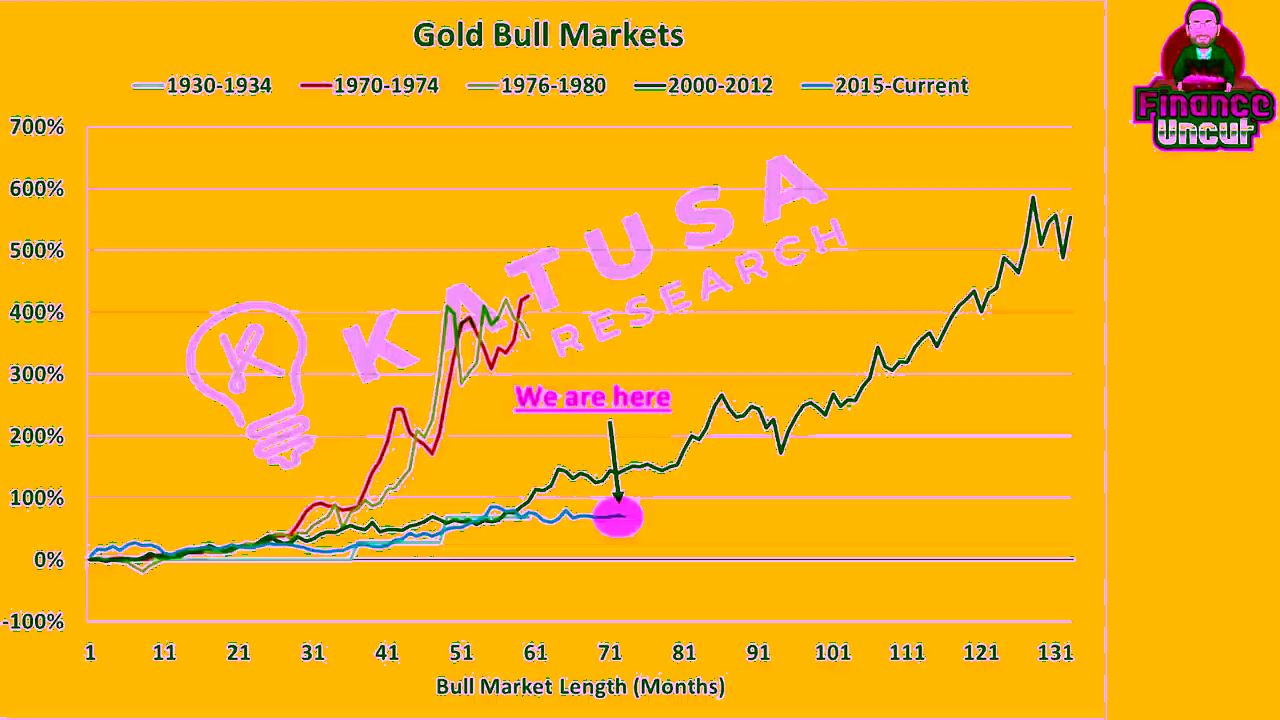 Gold Bull Markets
1930-1934 1970-1974 1976-1980 2000-2012 2015-Current
Finance
Uncut
700%
600%
500%
400%
300%
200%
100%
0%
-100%
KATUSA
RESEARCH
K
We are here
1 11 21 31 41 51 61 71 81 91 101 111 121 131
Bull Market Length (Months)